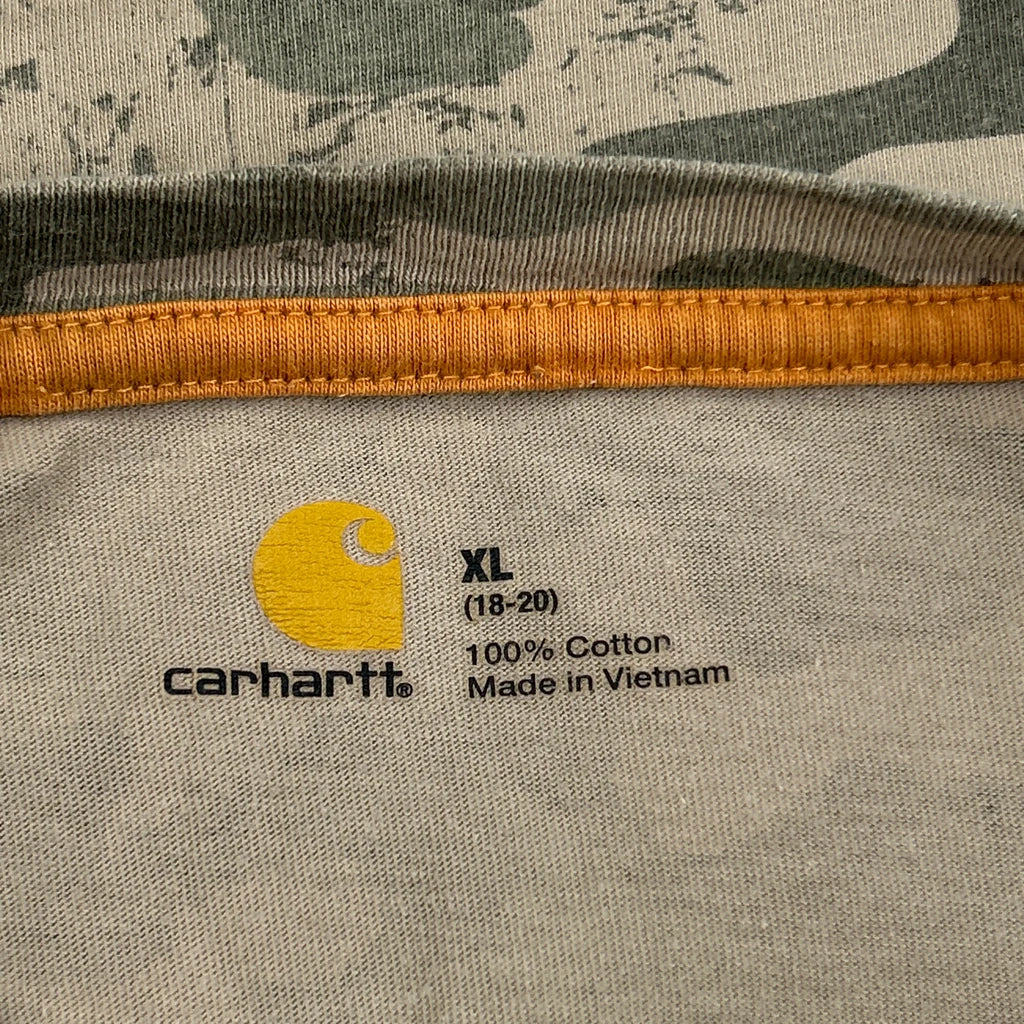 carhartt®
XL
(18-20)
100% Cotton
Made in Vietnam